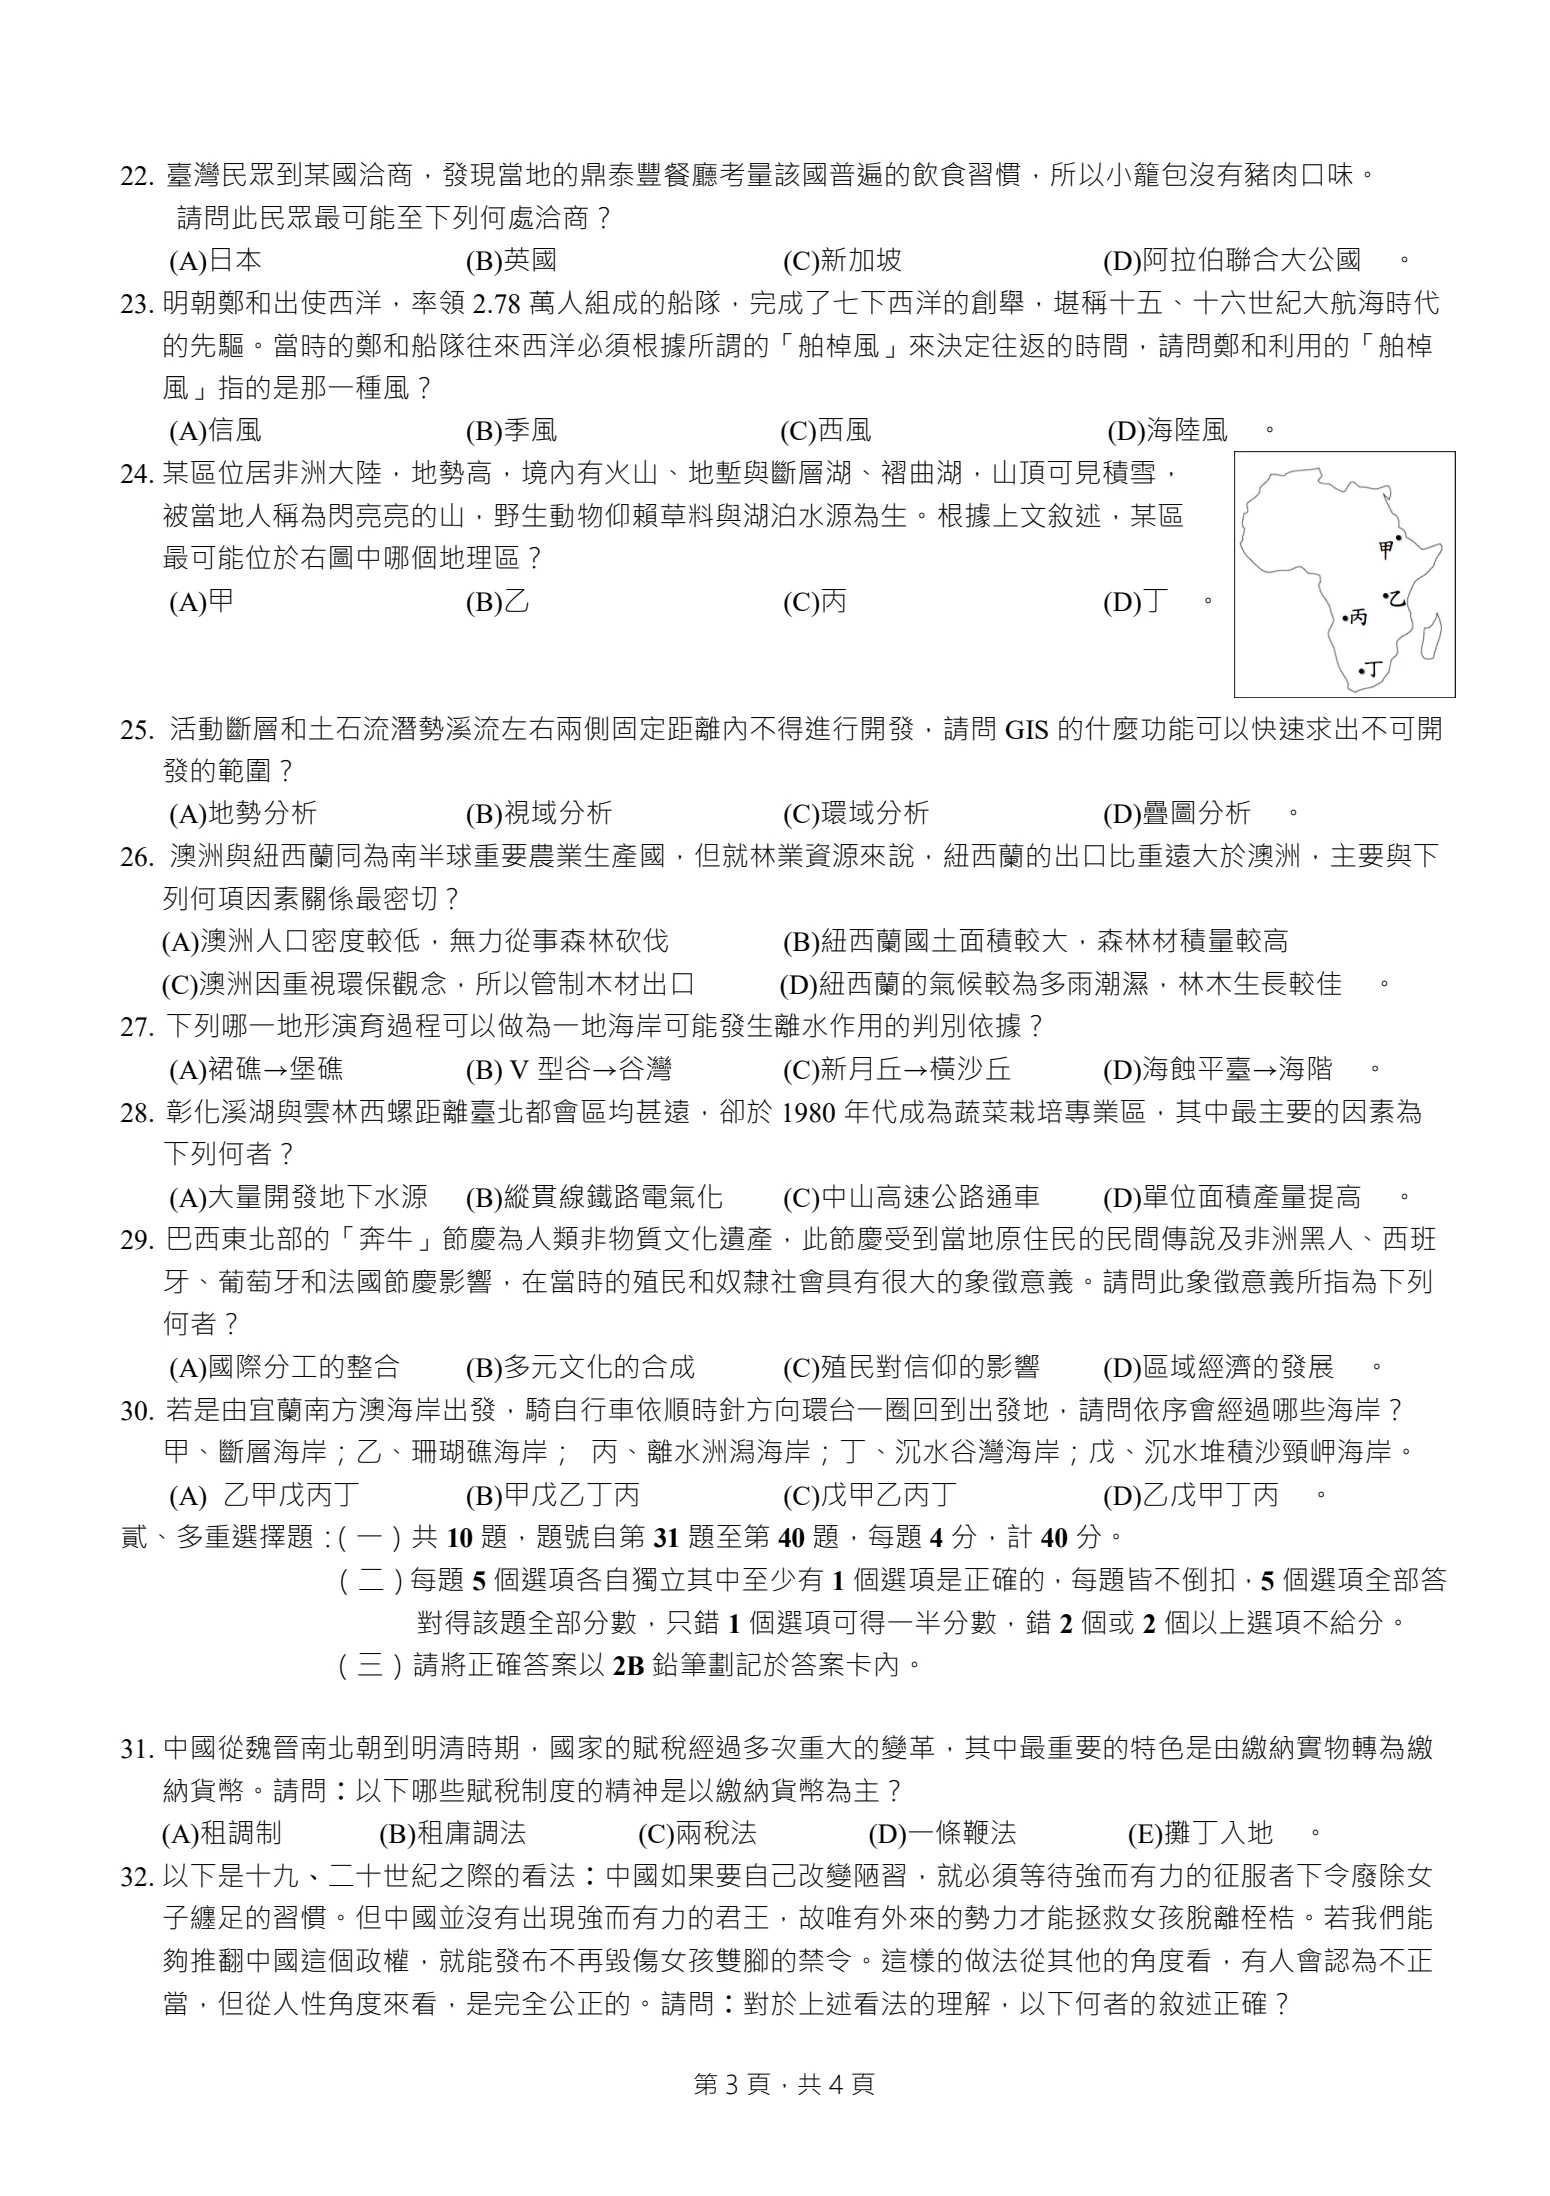 22. 臺灣民眾到某國洽商，發現當地的鼎泰豐餐廳考量該國普遍的飲食習慣，所以小籠包沒有豬肉口味。
請問此民眾最可能至下列何處洽商？
(A)日本 (B)英國 (C)新加坡 (D)阿拉伯聯合大公國 。
23. 明朝鄭和出使西洋，率領 2.78 萬人組成的船隊，完成了七下西洋的創舉，堪稱十五、十六世紀大航海時代
的先驅。當時的鄭和船隊往來西洋必須根據所謂的「舶棹風」來決定往返的時間，請問鄭和利用的「舶棹
風」指的是那一種風？
(A)信風 (B)季風 (C)西風 (D)海陸風 。
24. 某區位居非洲大陸，地勢高，境內有火山、地塹與斷層湖、褶曲湖，山頂可見積雪，
被當地人稱為閃亮亮的山，野生動物仰賴草料與湖泊水源為生。根據上文敘述，某區
最可能位於右圖中哪個地理區？
(A)甲 (B)乙 (C)丙 (D)丁 。
甲
乙
丙
丁
25. 活動斷層和土石流潛勢溪流左右兩側固定距離內不得進行開發，請問 GIS 的什麼功能可以快速求出不可開
發的範圍？
(A)地勢分析 (B)視域分析 (C)環域分析 (D)疊圖分析 。
26. 澳洲與紐西蘭同為南半球重要農業生產國，但就林業資源來說，紐西蘭的出口比重遠大於澳洲，主要與下
列何項因素關係最密切？
(A)澳洲人口密度較低，無力從事森林砍伐 (B)紐西蘭國土面積較大，森林材積量較高
(C)澳洲因重視環保觀念，所以管制木材出口 (D)紐西蘭的氣候較為多雨潮濕，林木生長較佳 。
27. 下列哪一地形演育過程可以做為一地海岸可能發生離水作用的判別依據？
(A)裙礁→堡礁 (B) V 型谷→谷灣 (C)新月丘→橫沙丘 (D)海蝕平臺→海階 。
28. 彰化溪湖與雲林西螺距離臺北都會區均甚遠，卻於 1980 年代成為蔬菜栽培專業區，其中最主要的因素為
下列何者？
(A)大量開發地下水源 (B)縱貫線鐵路電氣化 (C)中山高速公路通車 (D)單位面積產量提高 。
29. 巴西東北部的「奔牛」節慶為人類非物質文化遺產，此節慶受到當地原住民的民間傳說及非洲黑人、西班
牙、葡萄牙和法國節慶影響，在當時的殖民和奴隸社會具有很大的象徵意義。請問此象徵意義所指為下列
何者？
(A)國際分工的整合 (B)多元文化的合成 (C)殖民對信仰的影響 (D)區域經濟的發展 。
30. 若是由宜蘭南方澳海岸出發，騎自行車依順時針方向環台一圈回到出發地，請問依序會經過哪些海岸？
甲、斷層海岸；乙、珊瑚礁海岸； 丙、離水洲潟海岸；丁、沉水谷灣海岸；戊、沉水堆積沙頸岬海岸。
(A) 乙甲戊丙丁 (B)甲戊乙丁丙 (C)戊甲乙丙丁 (D)乙戊甲丁丙 。
貳、多重選擇題：（一）共 10 題，題號自第 31 題至第 40 題，每題 4 分，計 40 分。
（二）每題 5 個選項各自獨立其中至少有 1 個選項是正確的，每題皆不倒扣，5 個選項全部答
對得該題全部分數，只錯 1 個選項可得一半分數，錯 2 個或 2 個以上選項不給分。
（三）請將正確答案以 2B 鉛筆劃記於答案卡內。
31. 中國從魏晉南北朝到明清時期，國家的賦稅經過多次重大的變革，其中最重要的特色是由繳納實物轉為繳
納貨幣。請問：以下哪些賦稅制度的精神是以繳納貨幣為主？
(A)租調制 (B)租庸調法 (C)兩稅法 (D)一條鞭法 (E)攤丁入地 。
32. 以下是十九、二十世紀之際的看法：中國如果要自己改變陋習，就必須等待強而有力的征服者下令廢除女
子纏足的習慣。但中國並沒有出現強而有力的君王，故唯有外來的勢力才能拯救女孩脫離桎梏。若我們能
夠推翻中國這個政權，就能發布不再毀傷女孩雙腳的禁令。這樣的做法從其他的角度看，有人會認為不正
當，但從人性角度來看，是完全公正的。請問：對於上述看法的理解，以下何者的敘述正確？
第 3 頁，共 4 頁